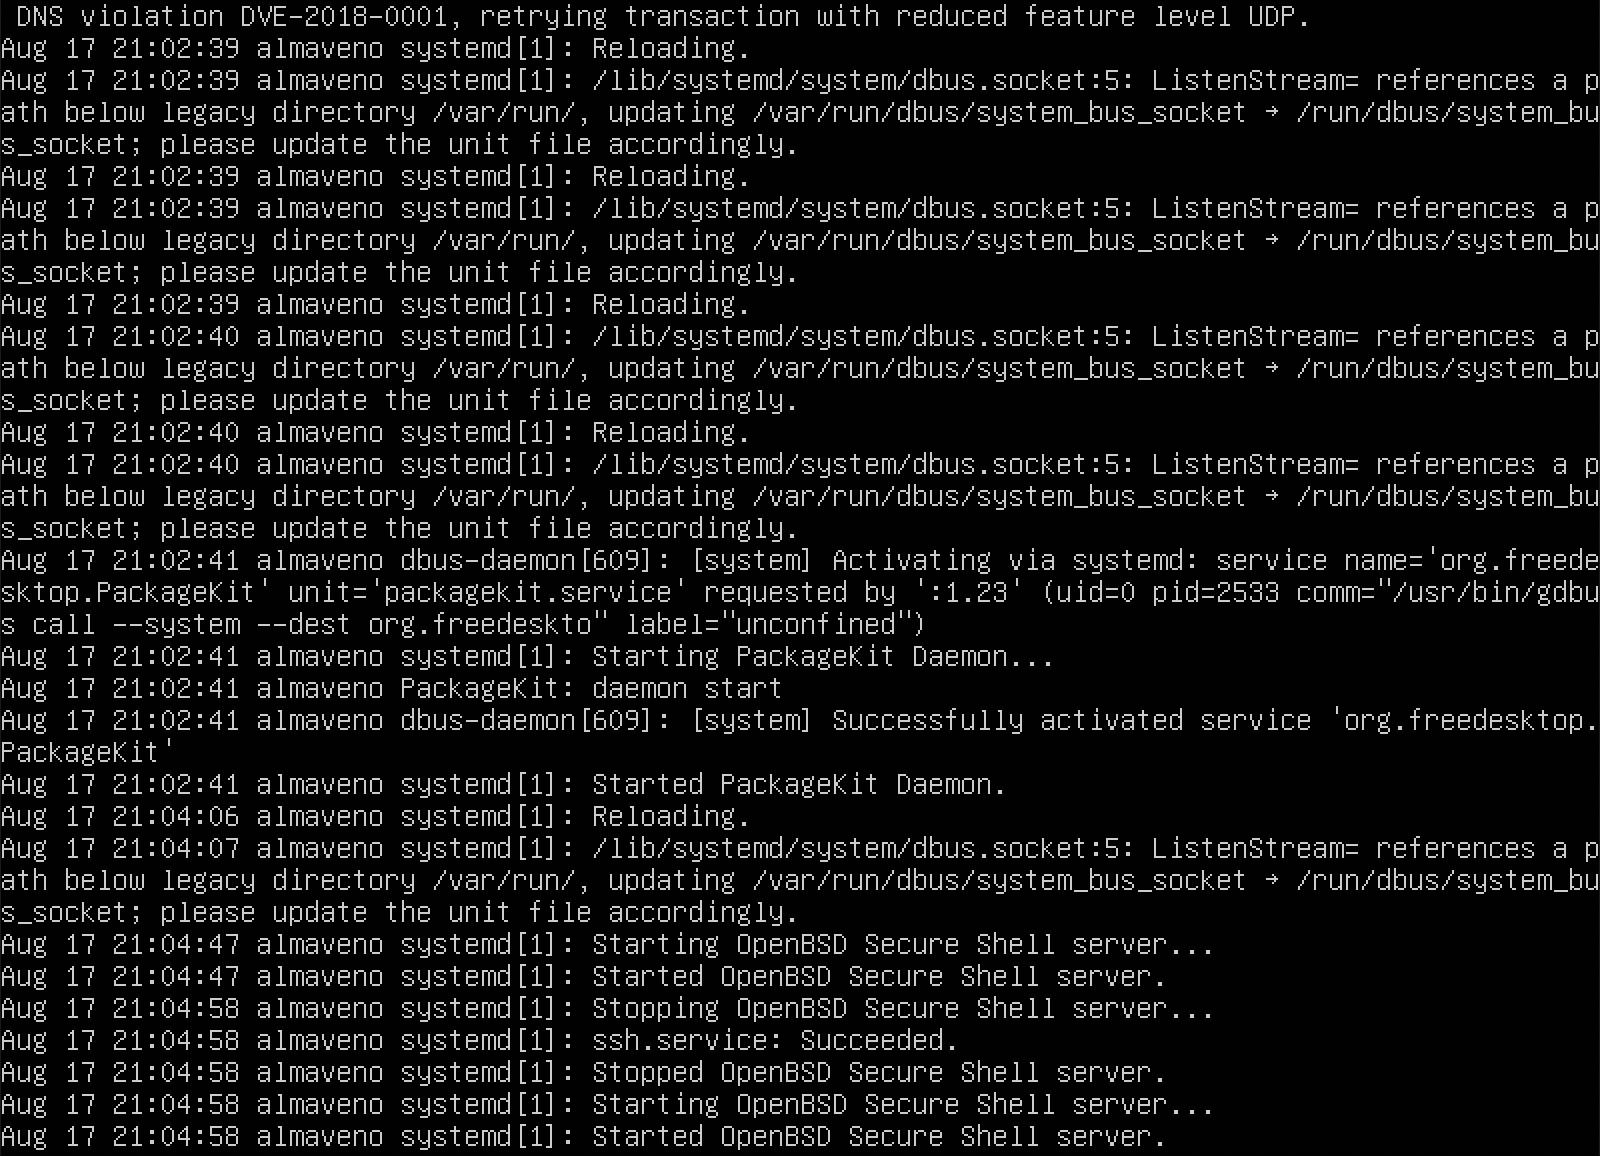 DNS violation DVE-2018-0001, retrying transaction with reduced feature level UDP.
Aug 17 21:02:39 almaveno systemd[1]: Reloading.
Aug 17 21:02:39 almaveno systemd[1]: /lib/systemd/system/dbus.socket:5: ListenStream= references a p
ath below legacy directory /var/run/, updating /var/run/dbus/system_bus_socket → /run/dbus/system_bu
s_socket; please update the unit file accordingly.
Aug 17 21:02:39 almaveno systemd[1]: Reloading.
Aug 17 21:02:39 almaveno systemd[1]: /lib/systemd/system/dbus.socket:5: ListenStream= references a p
ath below legacy directory /var/run/, updating /var/run/dbus/system_bus_socket → /run/dbus/system_bu
s_socket; please update the unit file accordingly.
Aug 17 21:02:39 almaveno systemd[1]: Reloading.
Aug 17 21:02:40 almaveno systemd[1]: /lib/systemd/system/dbus.socket:5: ListenStream= references a p
ath below legacy directory /var/run/, updating /var/run/dbus/system_bus_socket → /run/dbus/system_bu
s_socket; please update the unit file accordingly.
Aug 17 21:02:40 almaveno systemd[1]: Reloading.
Aug 17 21:02:40 almaveno systemd[1]: /lib/systemd/system/dbus.socket:5: ListenStream= references a p
ath below legacy directory /var/run/, updating /var/run/dbus/system_bus_socket → /run/dbus/system_bu
s_socket; please update the unit file accordingly.
Aug 17 21:02:41 almaveno dbus-daemon[609]: [system] Activating via systemd: service name='org.freede
sktop.PackageKit' unit='packagekit.service' requested by ':1.23' (uid=0 pid=2533 comm="/usr/bin/gdbu
s call --system --dest org.freedeskto" label="unconfined")
Aug 17 21:02:41 almaveno systemd[1]: Starting PackageKit Daemon...
Aug 17 21:02:41 almaveno PackageKit: daemon start
Aug 17 21:02:41 almaveno dbus-daemon[609]: [system] Successfully activated service 'org.freedesktop.
PackageKit'
Aug 17 21:02:41 almaveno systemd[1]: Started PackageKit Daemon.
Aug 17 21:04:06 almaveno systemd[1]: Reloading.
Aug 17 21:04:07 almaveno systemd[1]: /lib/systemd/system/dbus.socket:5: ListenStream= references a p
ath below legacy directory /var/run/, updating /var/run/dbus/system_bus_socket → /run/dbus/system_bu
s_socket; please update the unit file accordingly.
Aug 17 21:04:47 almaveno systemd[1]: Starting OpenBSD Secure Shell server...
Aug 17 21:04:47 almaveno systemd[1]: Started OpenBSD Secure Shell server.
Aug 17 21:04:58 almaveno systemd[1]: Stopping OpenBSD Secure Shell server...
Aug 17 21:04:58 almaveno systemd[1]: ssh.service: Succeeded.
Aug 17 21:04:58 almaveno systemd[1]: Stopped OpenBSD Secure Shell server.
Aug 17 21:04:58 almaveno systemd[1]: Starting OpenBSD Secure Shell server...
Aug 17 21:04:58 almaveno systemd[1]: Started OpenBSD Secure Shell server.